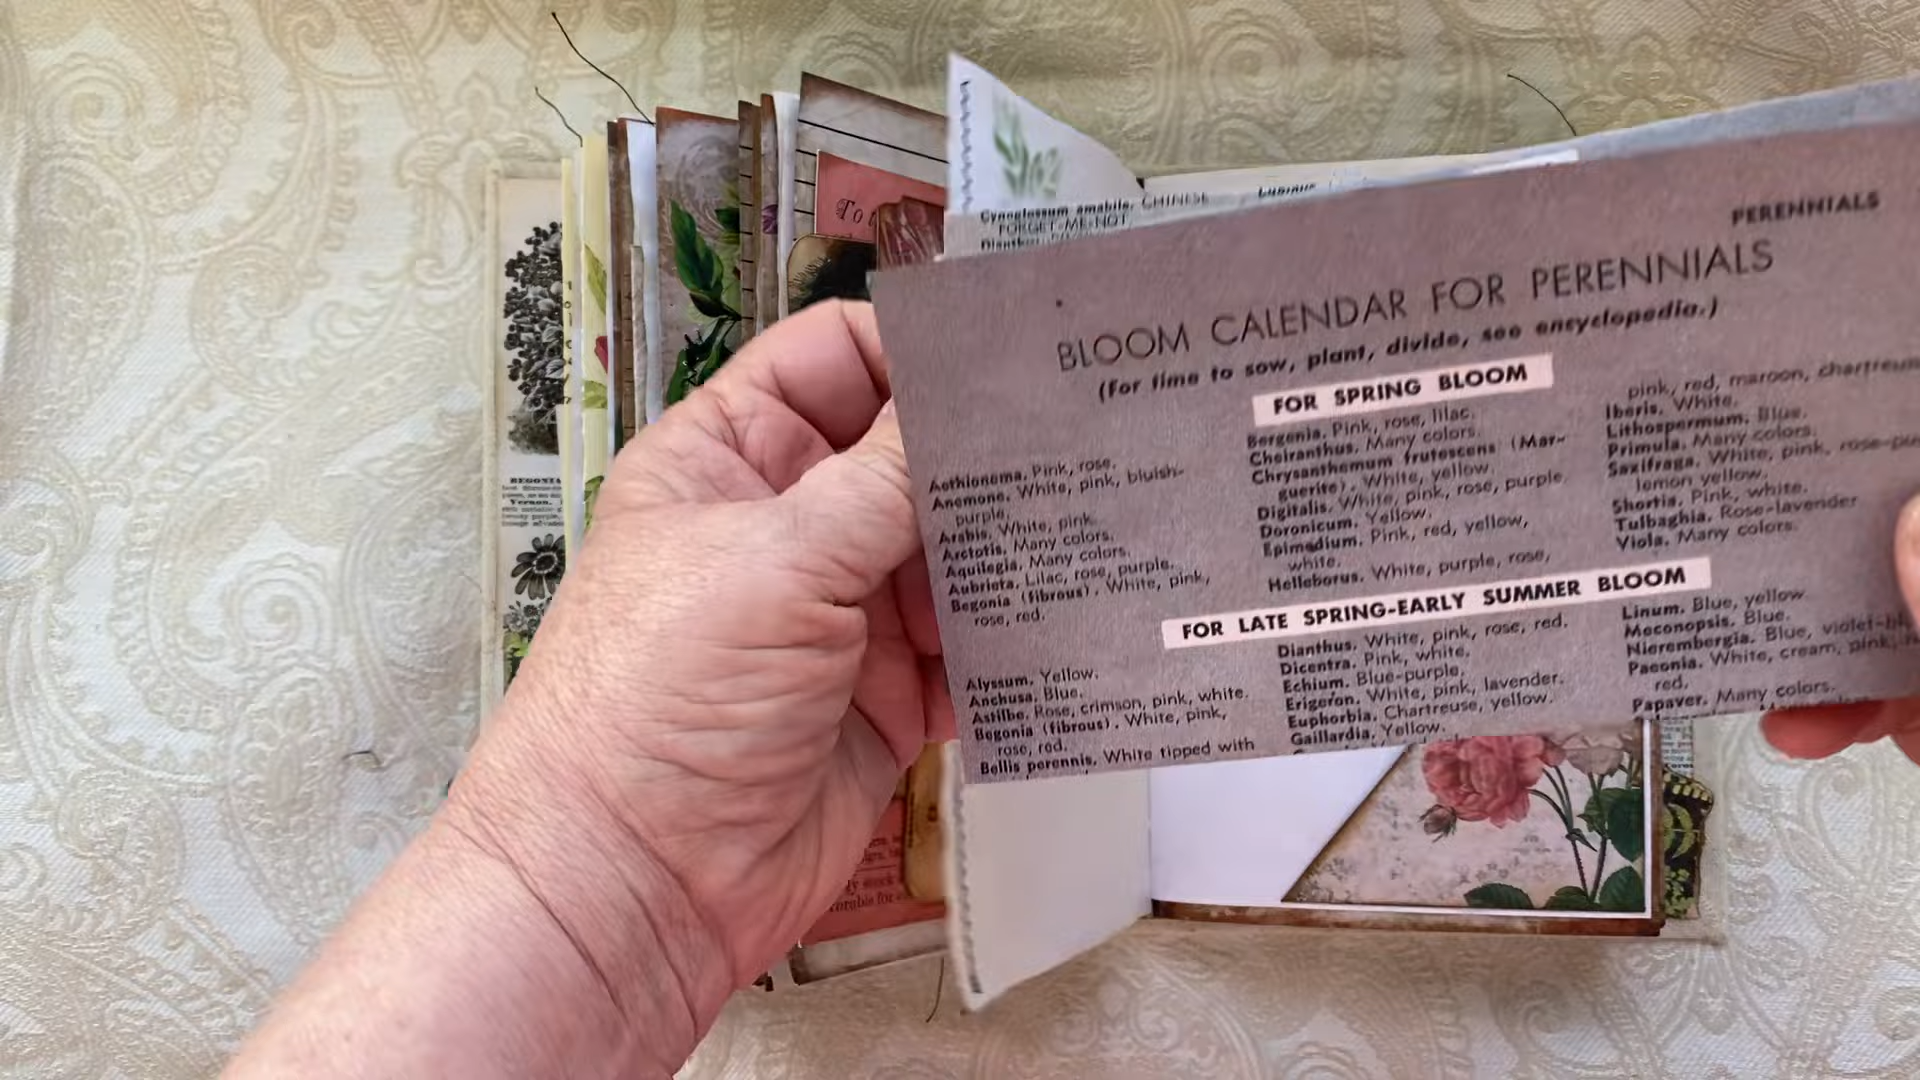 Cynoglossum amabile, CHINESE
FORGET-ME-NOT
PERENNIALS
BLOOM CALENDAR FOR PERENNIALS
(For time to sow, plant, divide, see encyclopedia.)
FOR SPRING BLOOM
Aethionema. Pink, rose.
Anemone. White, pink, bluish-
purple.
Arabis. White, pink.
Arctotis. Many colors.
Aquilegia. Many colors.
Aubrieta. Lilac, rose, purple.
Begonia (fibrous). White, pink,
rose, red.
Bergenia. Pink, rose, lilac.
Cheiranthus. Many colors.
Chrysanthemum frutescens (Mar-
guerite). White, yellow.
Digitalis. White, pink, rose, purple.
Doronicum. Yellow.
Epimedium. Pink, red, yellow,
white.
Helleborus. White, purple, rose,
pink, red, maroon, chartreuse
Iberis. White.
Lithospermum. Blue.
Primula. Many colors.
Saxifraga. White, pink, rose-pu
lemon yellow.
Shortia. Pink, white.
Tulbaghia. Rose-lavender
Viola. Many colors.
FOR LATE SPRING-EARLY SUMMER BLOOM
Alyssum. Yellow.
Anchusa. Blue.
Astilbe. Rose, crimson, pink, white.
Begonia (fibrous). White, pink,
rose, red.
Bellis perennis. White tipped with
Dianthus. White, pink, rose, red.
Dicentra. Pink, white.
Echium. Blue-purple.
Erigeron. White, pink, lavender.
Euphorbia. Chartreuse, yellow.
Gaillardia. Yellow.
Linum. Blue, yellow.
Meconopsis. Blue.
Nierembergia. Blue, violet-bl
Paeonia. White, cream, pink,
red.
Papaver. Many colors.
To
BEGONIA
Vernon.